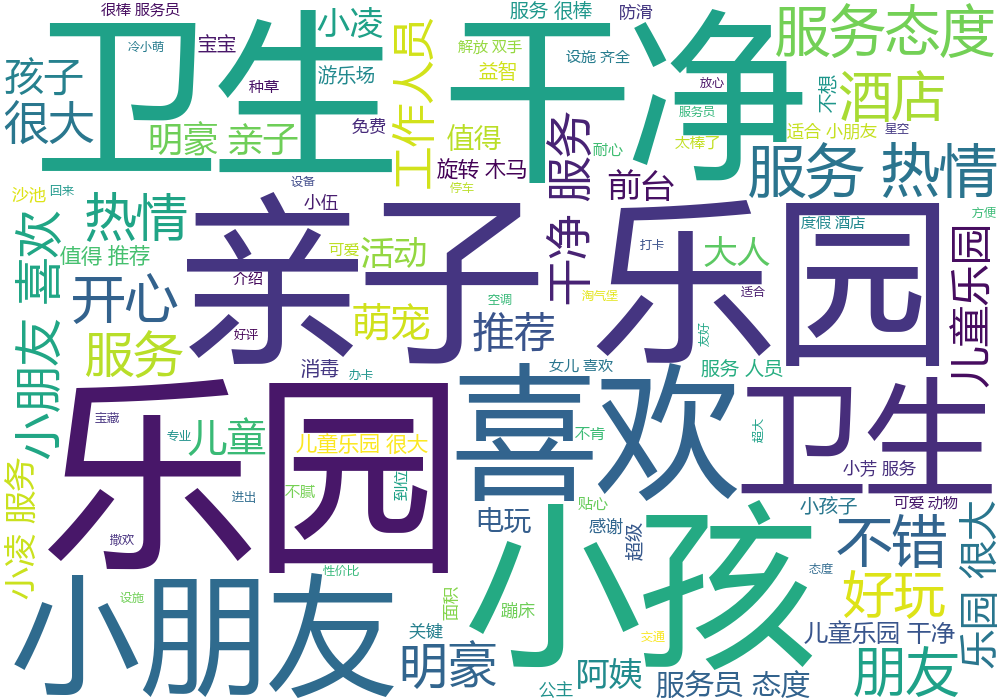 很棒 服务员
冷小萌
宝宝
小凌
卫生
孩子
很大
种草
游乐场
明豪 亲子
免费
工作人员
服务 很棒
防滑
解放 双手
设施 齐全
益智
干净
服务态度
放心
不想
酒店
服务员
值得
太棒了
适合 小朋友
星空
耐心
旋转 木马
服务
服务 热情
前台
沙池
回来
设备
停车
热情
小伍
亲子
乐园
度假 酒店
方便
喜欢
值得 推荐
可爱
活动
干净
打卡
大人
儿童乐园
开心
介绍
空调
淘气堡
适合
萌宠
推荐
好评
友好
小朋友
服务
消毒
办卡
女儿 喜欢
服务 人员
乐园
喜欢
卫生
宝藏
专业
儿童
儿童乐园 很大
不肯
超大
小芳 服务
小凌 服务
进出
不腻
到位
贴心
小孩子
可爱 动物
电玩
感谢
超级
撒欢
小孩
不错
乐园 很大
性价比
态度
小朋友
设施
面积
蹦床
好玩
关键
交通
儿童乐园 干净
明豪
阿姨
朋友
公主
服务员 态度